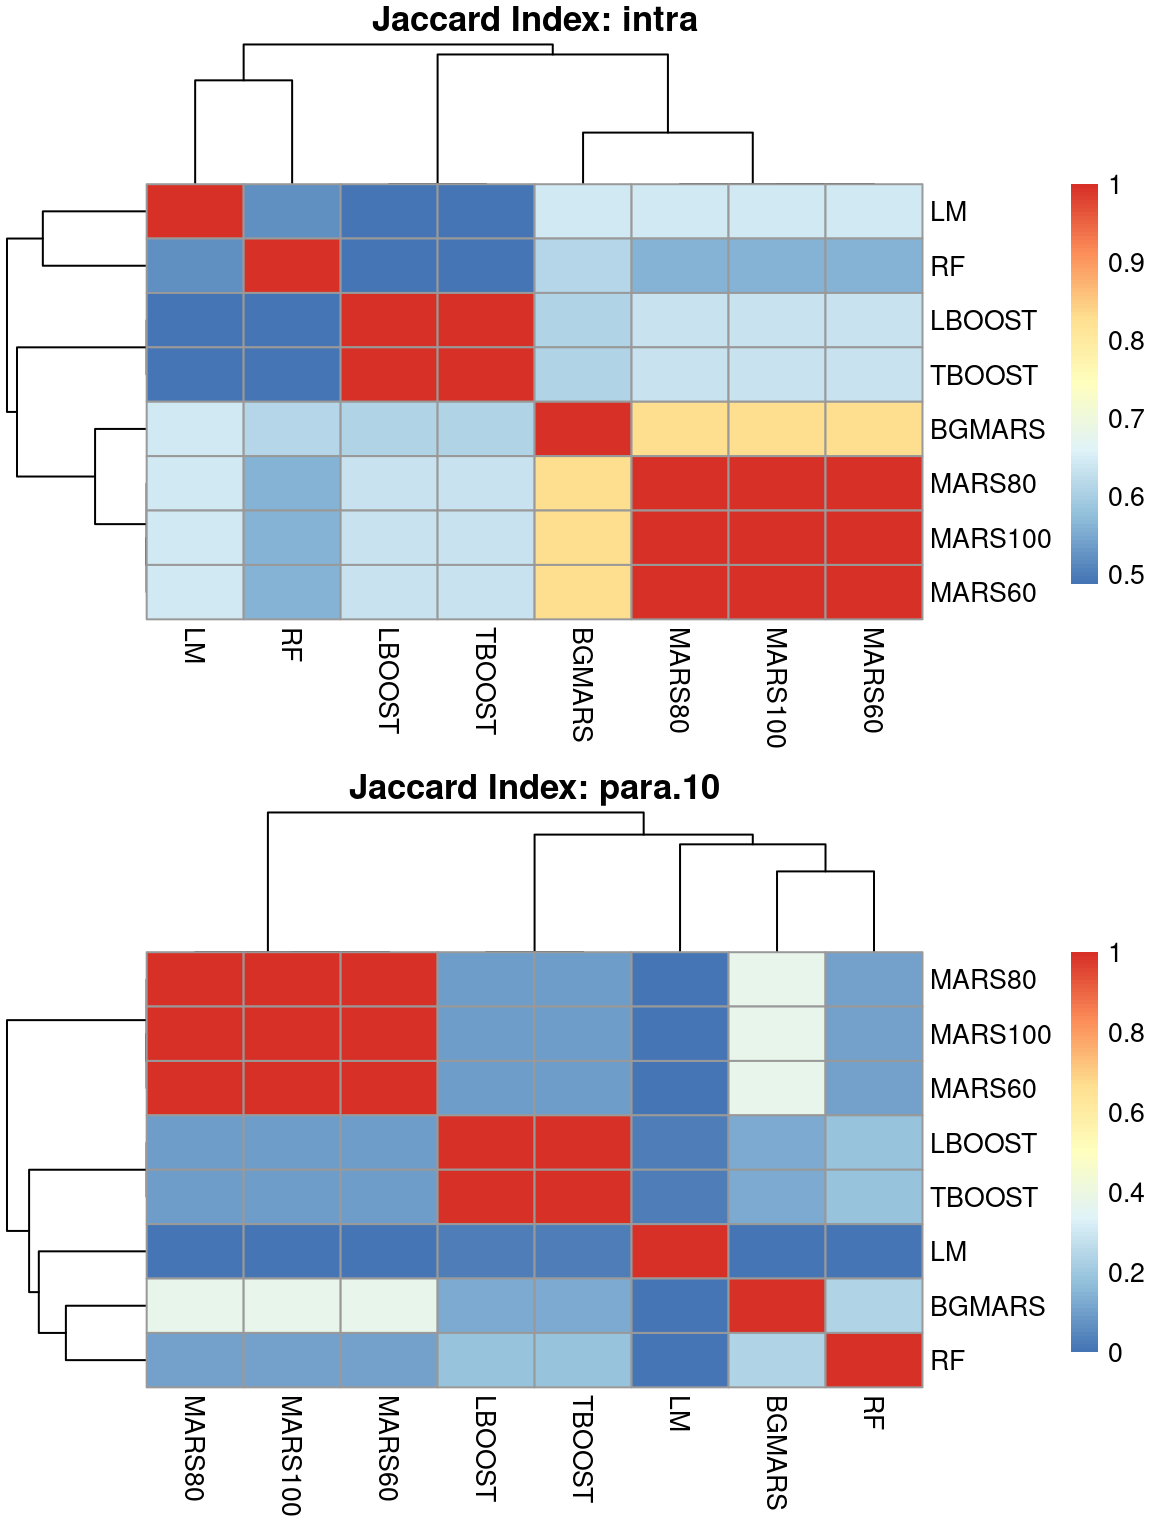 Jaccard Index: intra
1
0.9
0.8
0.7
0.6
0.5
LM
RF
LBOOST
TBOOST
BGMARS
MARS80
MARS100
MARS60
LM
RF
LBOOST
TBOOST
BGMARS
MARS80
MARS100
MARS60
Jaccard Index: para.10
1
0.8
0.6
0.4
0.2
0
MARS80
MARS100
MARS60
LBOOST
TBOOST
LM
BGMARS
RF
MARS80
MARS100
MARS60
LBOOST
TBOOST
LM
BGMARS
RF